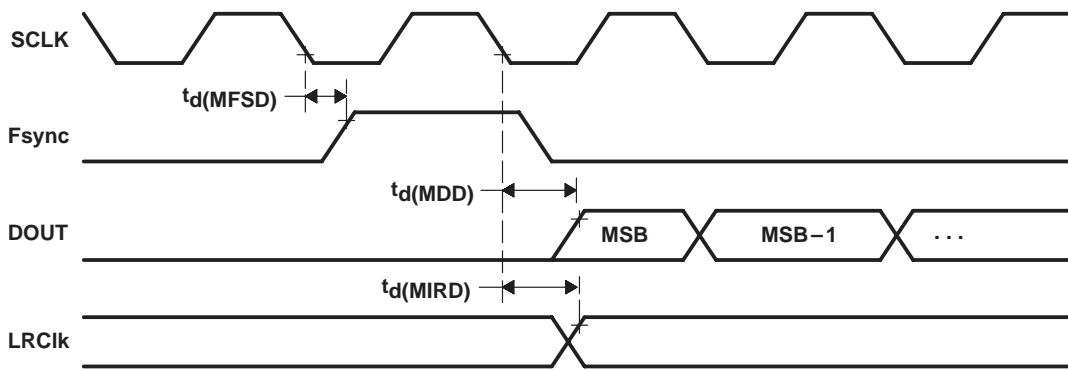 SCLK
td(MFSD)
Fsync
td(MDD)
DOUT
MSB
MSB–1
. . .
td(MIRD)
LRClk